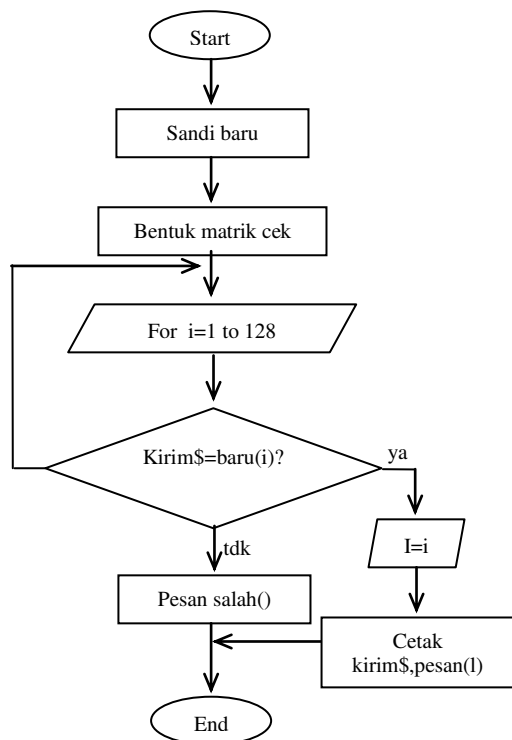 Start
Sandi baru
Bentuk matrik cek
For i=1 to 128
Kirim$=baru(i)?
ya
I=i
tdk
Pesan salah()
Cetak
kirim$,pesan(l)
End